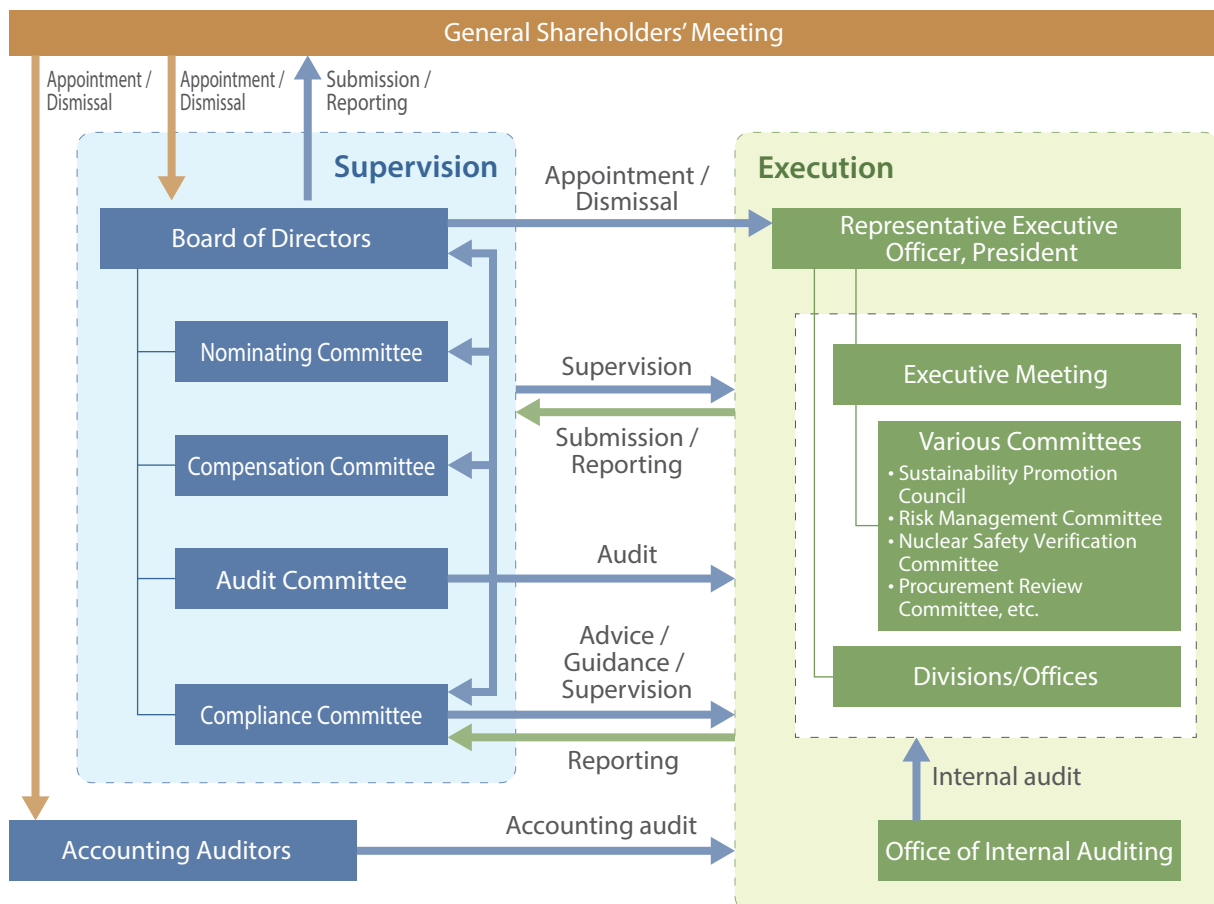 General Shareholders’ Meeting
Appointment /
Dismissal
Appointment /
Dismissal
Submission /
Reporting
Supervision
Board of Directors
Nominating Committee
Compensation Committee
Audit Committee
Compliance Committee
Accounting Auditors
Appointment /
Dismissal
Supervision
Submission /
Reporting
Audit
Advice /
Guidance /
Supervision
Reporting
Accounting audit
Execution
Representative Executive
Officer, President
Executive Meeting
Various Committees
• Sustainability Promotion
Council
• Risk Management Committee
• Nuclear Safety Verification
Committee
• Procurement Review
Committee, etc.
Divisions/Offices
Internal audit
Office of Internal Auditing